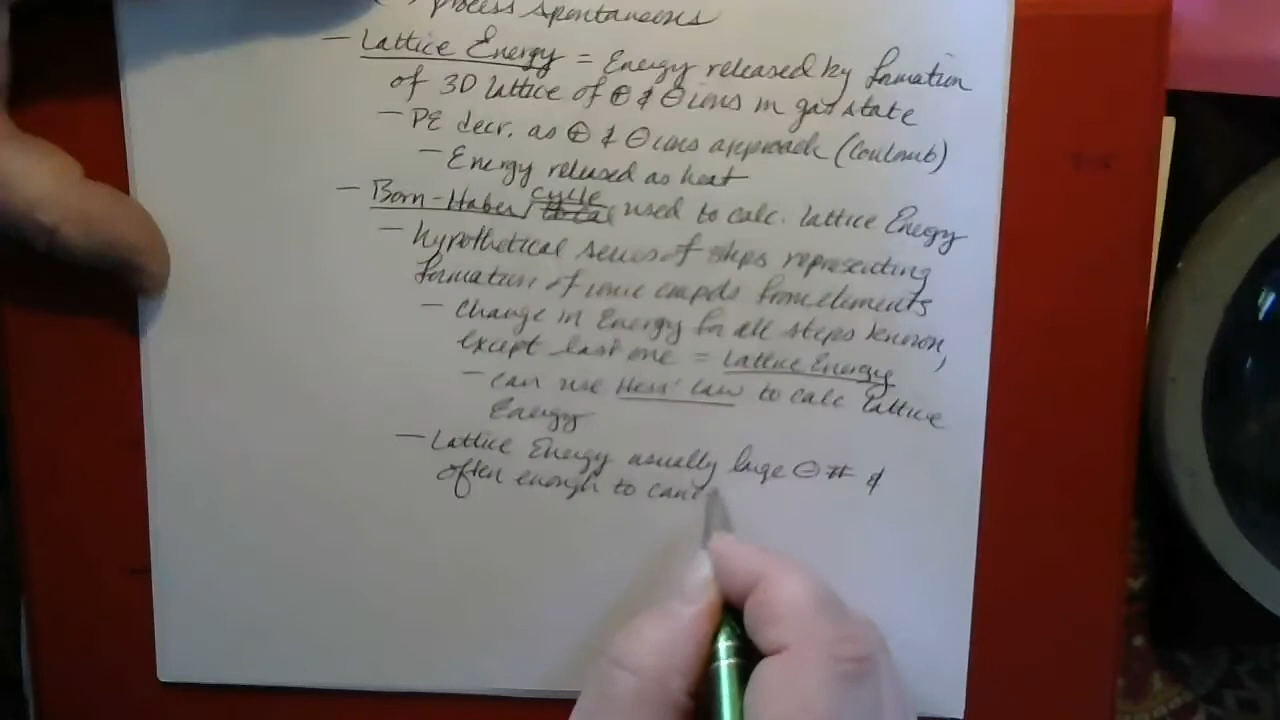 process spontaneous
- Lattice Energy = Energy released by formation
of 3D lattice of ⊕ & ⊖ ions in gas state
- PE decr. as ⊕ & ⊖ ions approach (Coulomb)
- Energy released as heat
- Born-Haber cycle used to calc. lattice Energy
- hypothetical series of steps representing
formation of ionic cmpds from elements
- change in Energy for all steps known,
except last one = Lattice Energy
- can use Hess' Law to calc lattice
Energy
- Lattice Energy usually large ⊖ # &
often enough to